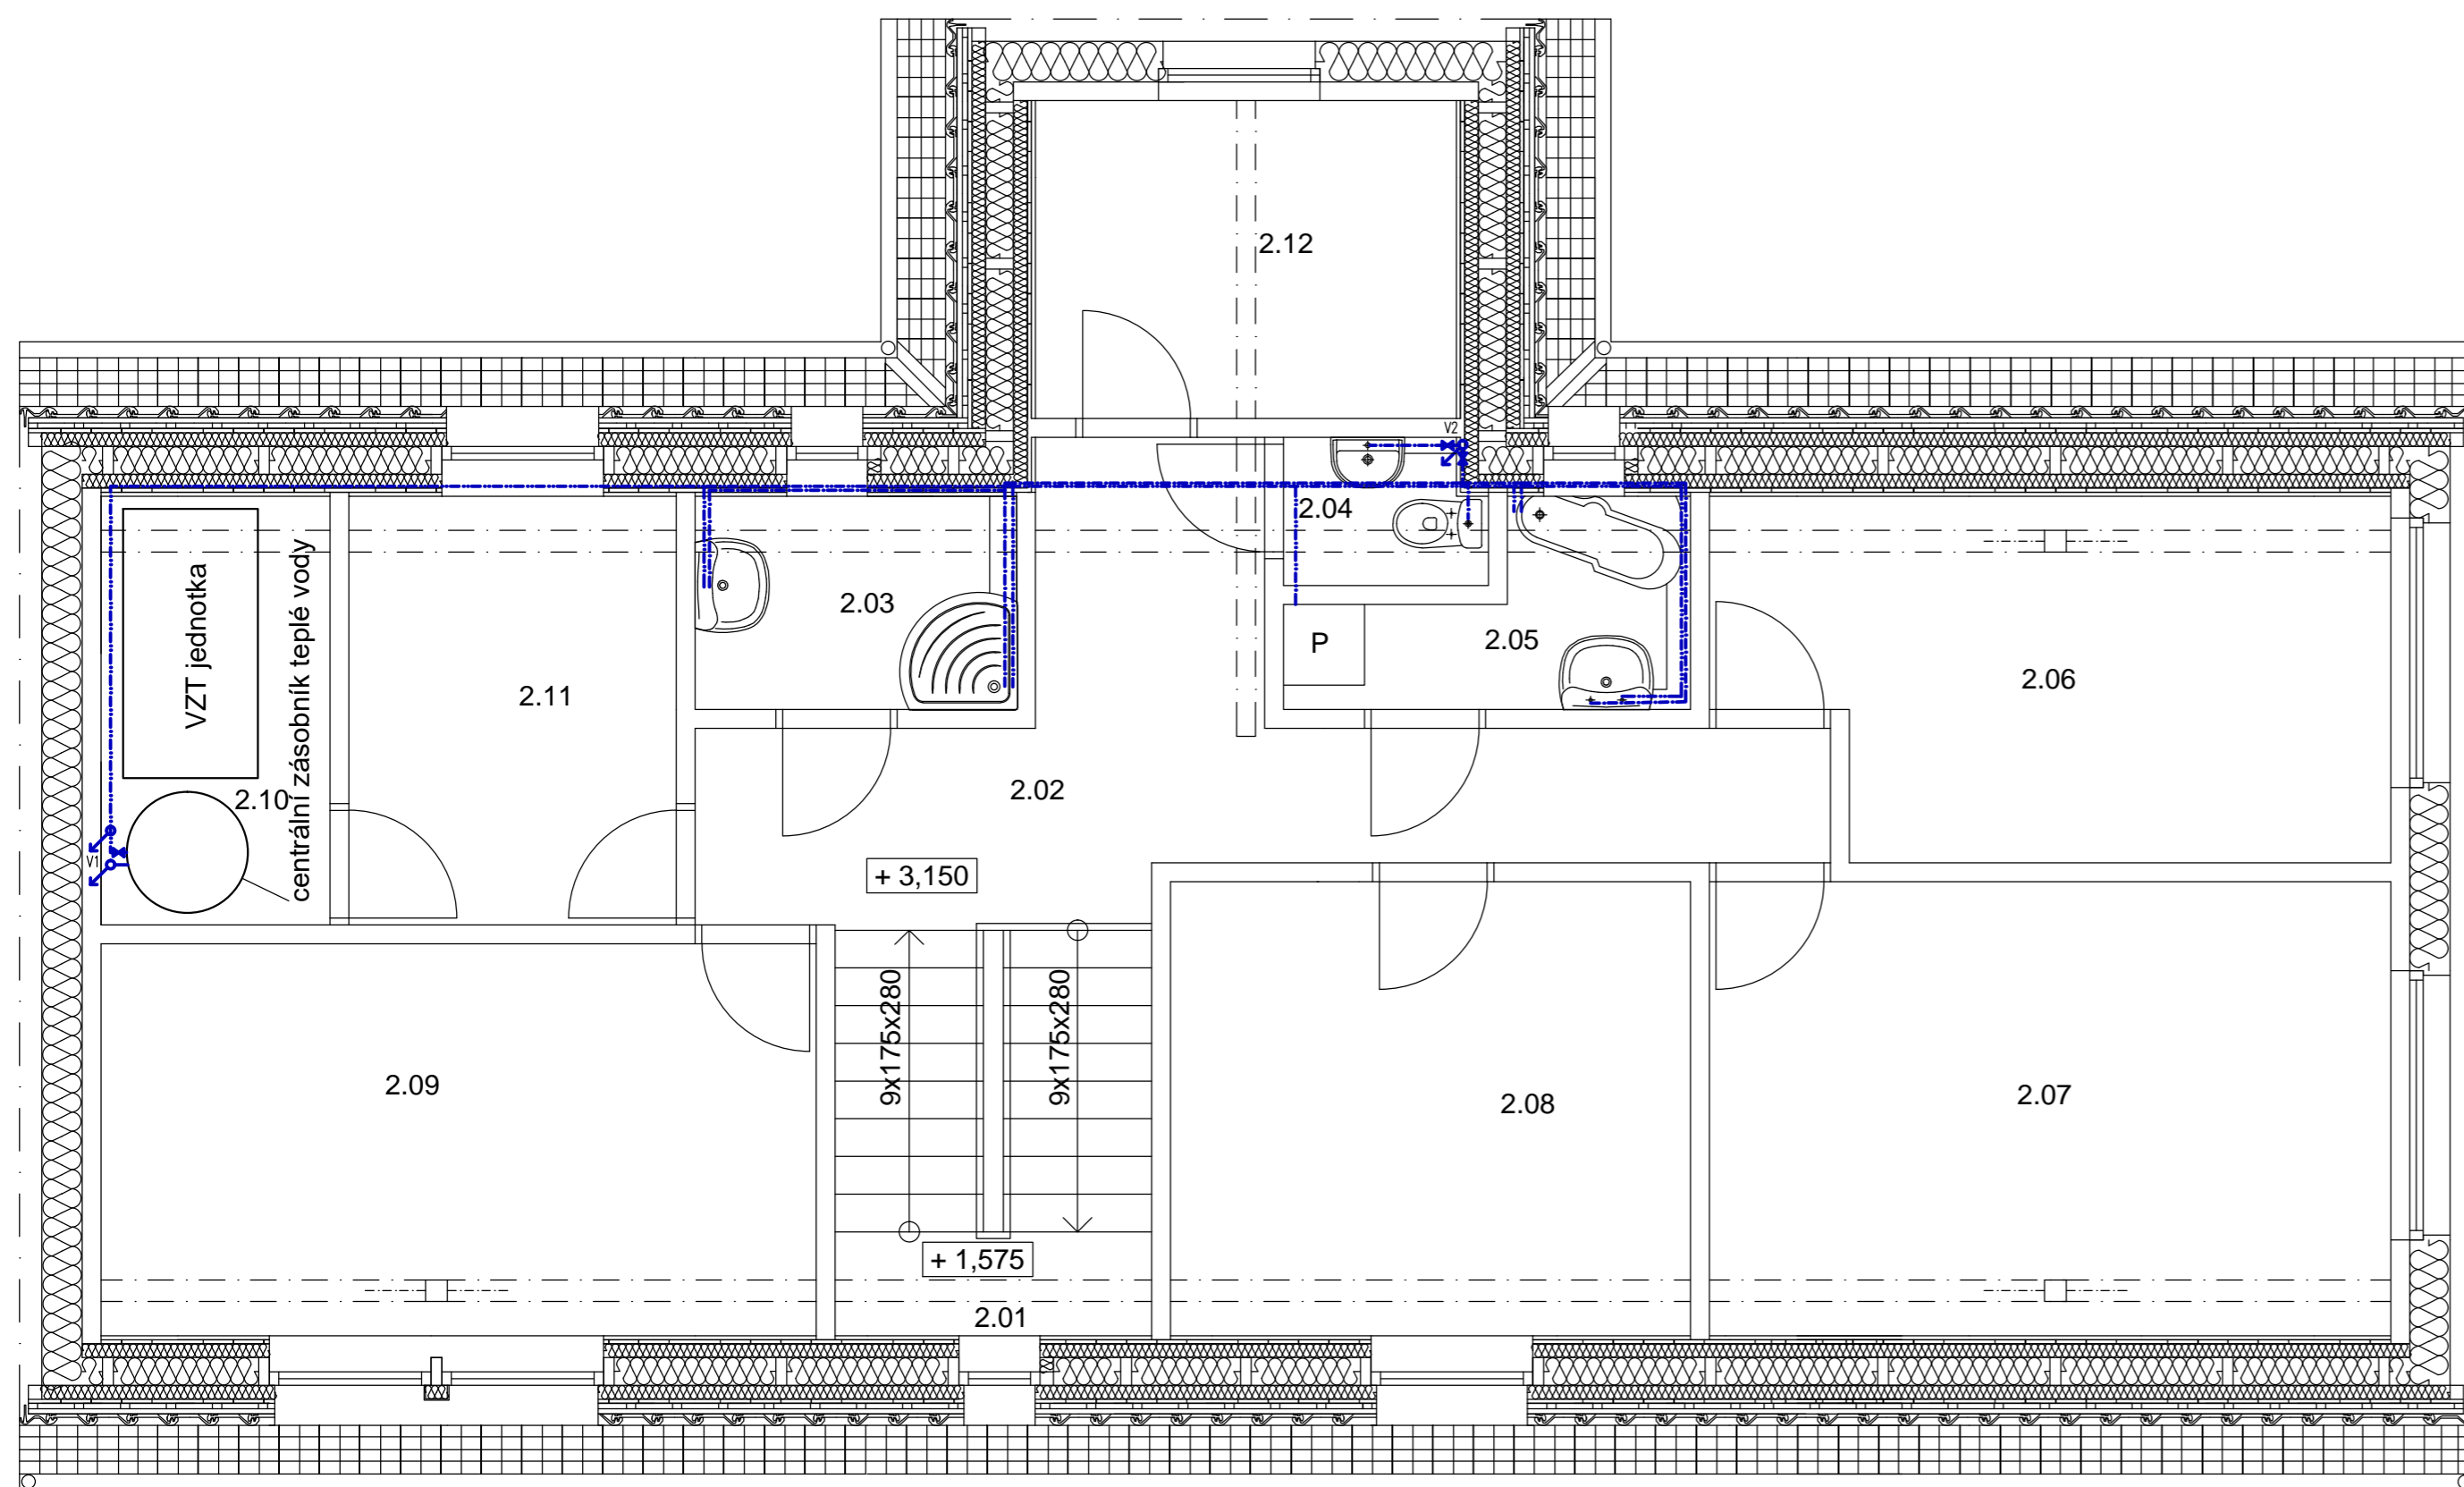 2.12
V2
2.04
VZT jednotka
centrální zásobník teplé vody
2.03
P
2.05
2.06
2.11
2.10
2.02
V1
+ 3,150
9x175x280
9x175x280
2.09
2.08
2.07
+ 1,575
2.01